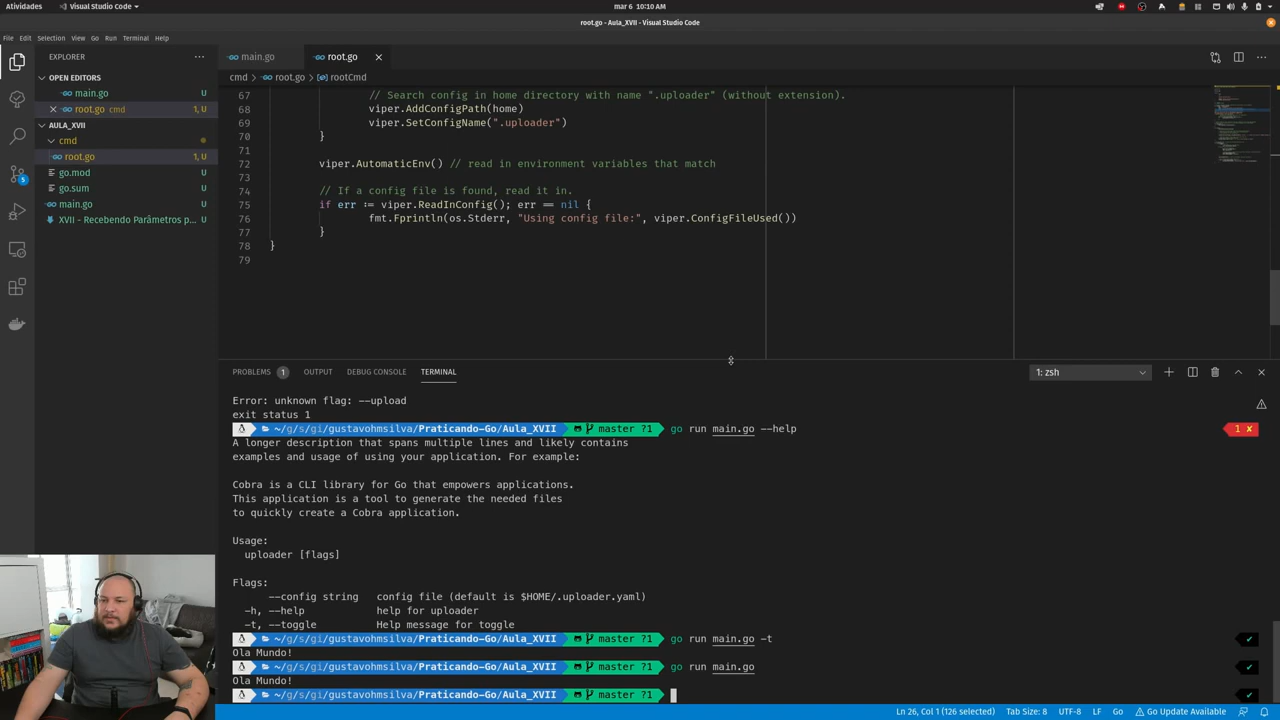 Atividades
Visual Studio Code
mar 6 10:10 AM
root.go - Aula_XVII - Visual Studio Code
File Edit Selection View Go Run Terminal Help
EXPLORER
OPEN EDITORS
main.go U
root.go cmd 1, U
AULA_XVII
cmd
root.go 1, U
go.mod U
go.sum U
main.go U
XVII - Recebendo Parâmetros p... U
5
main.go
root.go
cmd > root.go > rootCmd
67 // Search config in home directory with name ".uploader" (without extension).
68 viper.AddConfigPath(home)
69 viper.SetConfigName(".uploader")
70 }
71
72 viper.AutomaticEnv() // read in environment variables that match
73
74 // If a config file is found, read it in.
75 if err := viper.ReadInConfig(); err == nil {
76 fmt.Fprintln(os.Stderr, "Using config file:", viper.ConfigFileUsed())
77 }
78 }
79
PROBLEMS 1 OUTPUT DEBUG CONSOLE TERMINAL
1: zsh
Error: unknown flag: --upload
exit status 1
~/g/s/gi/gustavohmsilva/Praticando-Go/Aula_XVII master ?1 go run main.go --help 1 ✘
A longer description that spans multiple lines and likely contains
examples and usage of using your application. For example:
Cobra is a CLI library for Go that empowers applications.
This application is a tool to generate the needed files
to quickly create a Cobra application.
Usage:
uploader [flags]
Flags:
--config string config file (default is $HOME/.uploader.yaml)
-h, --help help for uploader
-t, --toggle Help message for toggle
~/g/s/gi/gustavohmsilva/Praticando-Go/Aula_XVII master ?1 go run main.go -t ✔
Ola Mundo!
~/g/s/gi/gustavohmsilva/Praticando-Go/Aula_XVII master ?1 go run main.go ✔
Ola Mundo!
~/g/s/gi/gustavohmsilva/Praticando-Go/Aula_XVII master ?1 ✔
Ln 26, Col 1 (126 selected) Tab Size: 8 UTF-8 LF Go Go Update Available